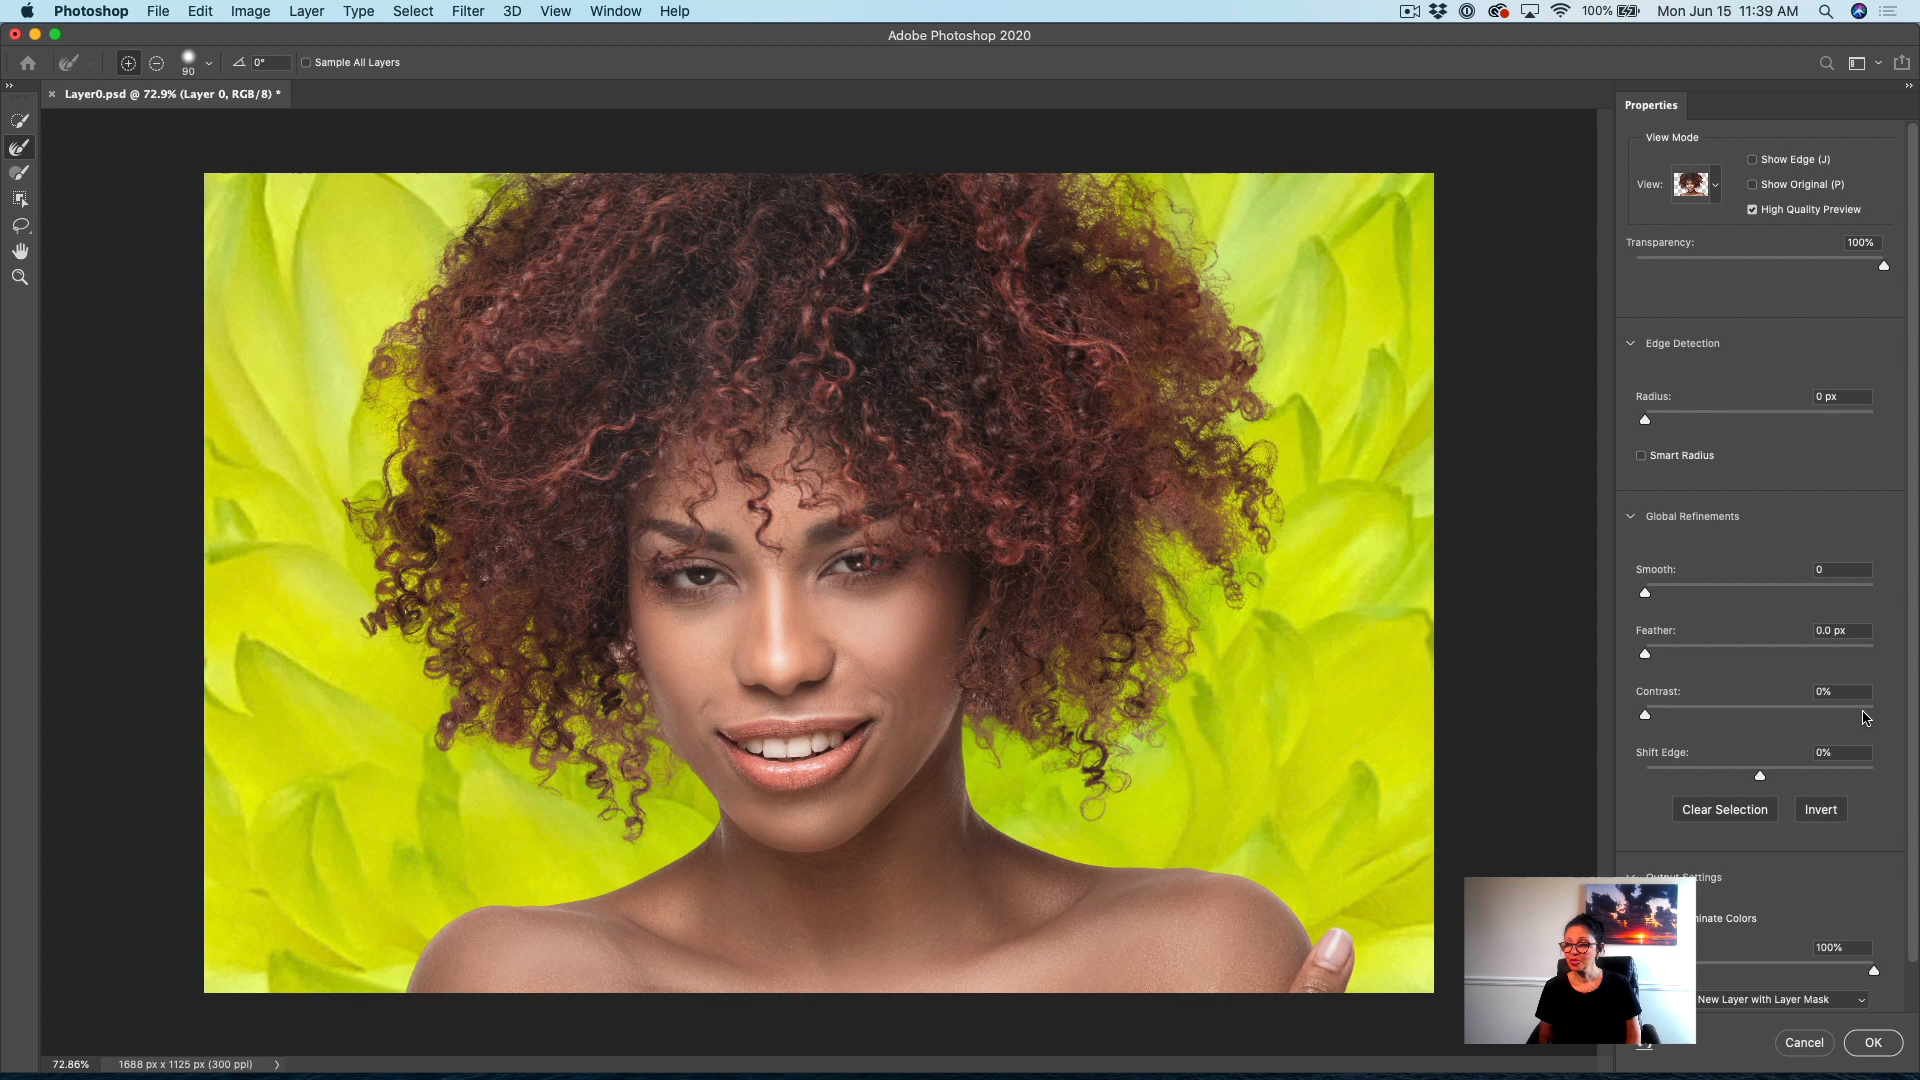 Photoshop File Edit Image Layer Type Select Filter 3D View Window Help 100% Mon Jun 15 11:39 AM
Adobe Photoshop 2020
90 0° Sample All Layers
Layer0.psd @ 72.9% (Layer 0, RGB/8) *
Properties
View Mode
Show Edge (J)
View:
Show Original (P)
High Quality Preview
Transparency: 100%
Edge Detection
Radius: 0 px
Smart Radius
Global Refinements
Smooth: 0
Feather: 0.0 px
Contrast: 0%
Shift Edge: 0%
Clear Selection Invert
Output Settings
inate Colors
100%
New Layer with Layer Mask
Cancel OK
72.86% 1688 px x 1125 px (300 ppi)